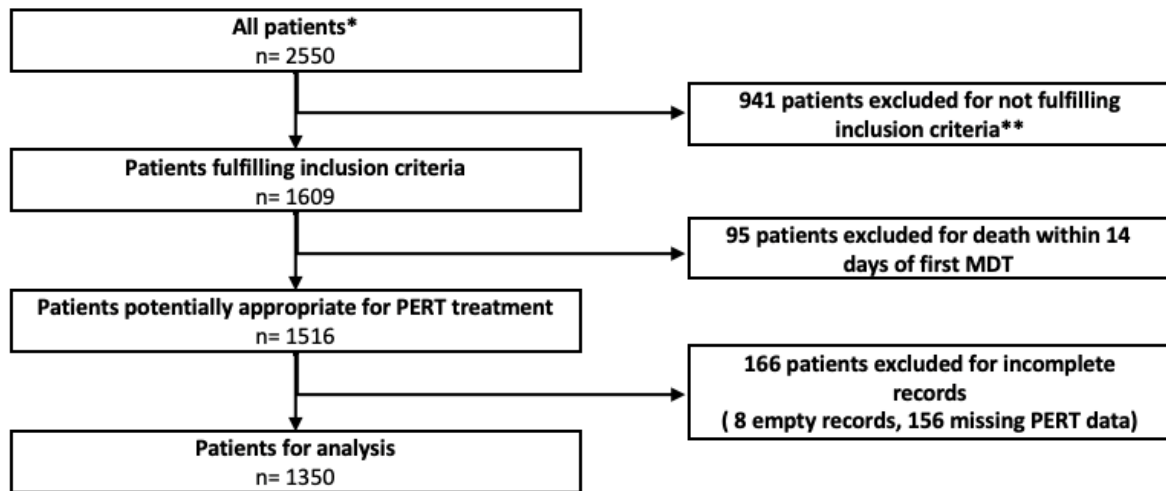 All patients*
n= 2550
941 patients excluded for not fulfilling
inclusion criteria**
Patients fulfilling inclusion criteria
n= 1609
95 patients excluded for death within 14
days of first MDT
Patients potentially appropriate for PERT treatment
n= 1516
166 patients excluded for incomplete
records
( 8 empty records, 156 missing PERT data)
Patients for analysis
n= 1350